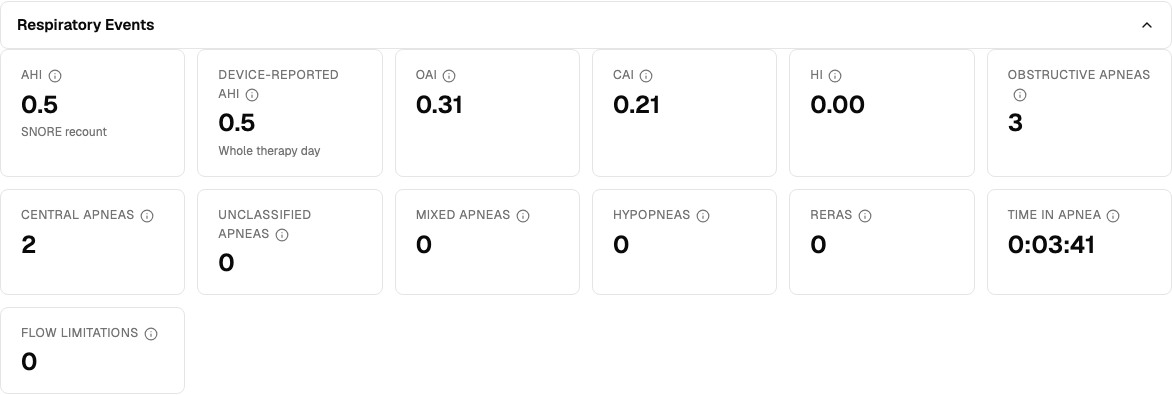 Respiratory Events
AHI
0.5
SNORE recount
DEVICE-REPORTED
AHI
0.5
Whole therapy day
OAI
0.31
CAI
0.21
HI
0.00
OBSTRUCTIVE APNEAS
3
CENTRAL APNEAS
2
UNCLASSIFIED
APNEAS
0
MIXED APNEAS
0
HYPOPNEAS
0
RERAS
0
TIME IN APNEA
0:03:41
FLOW LIMITATIONS
0